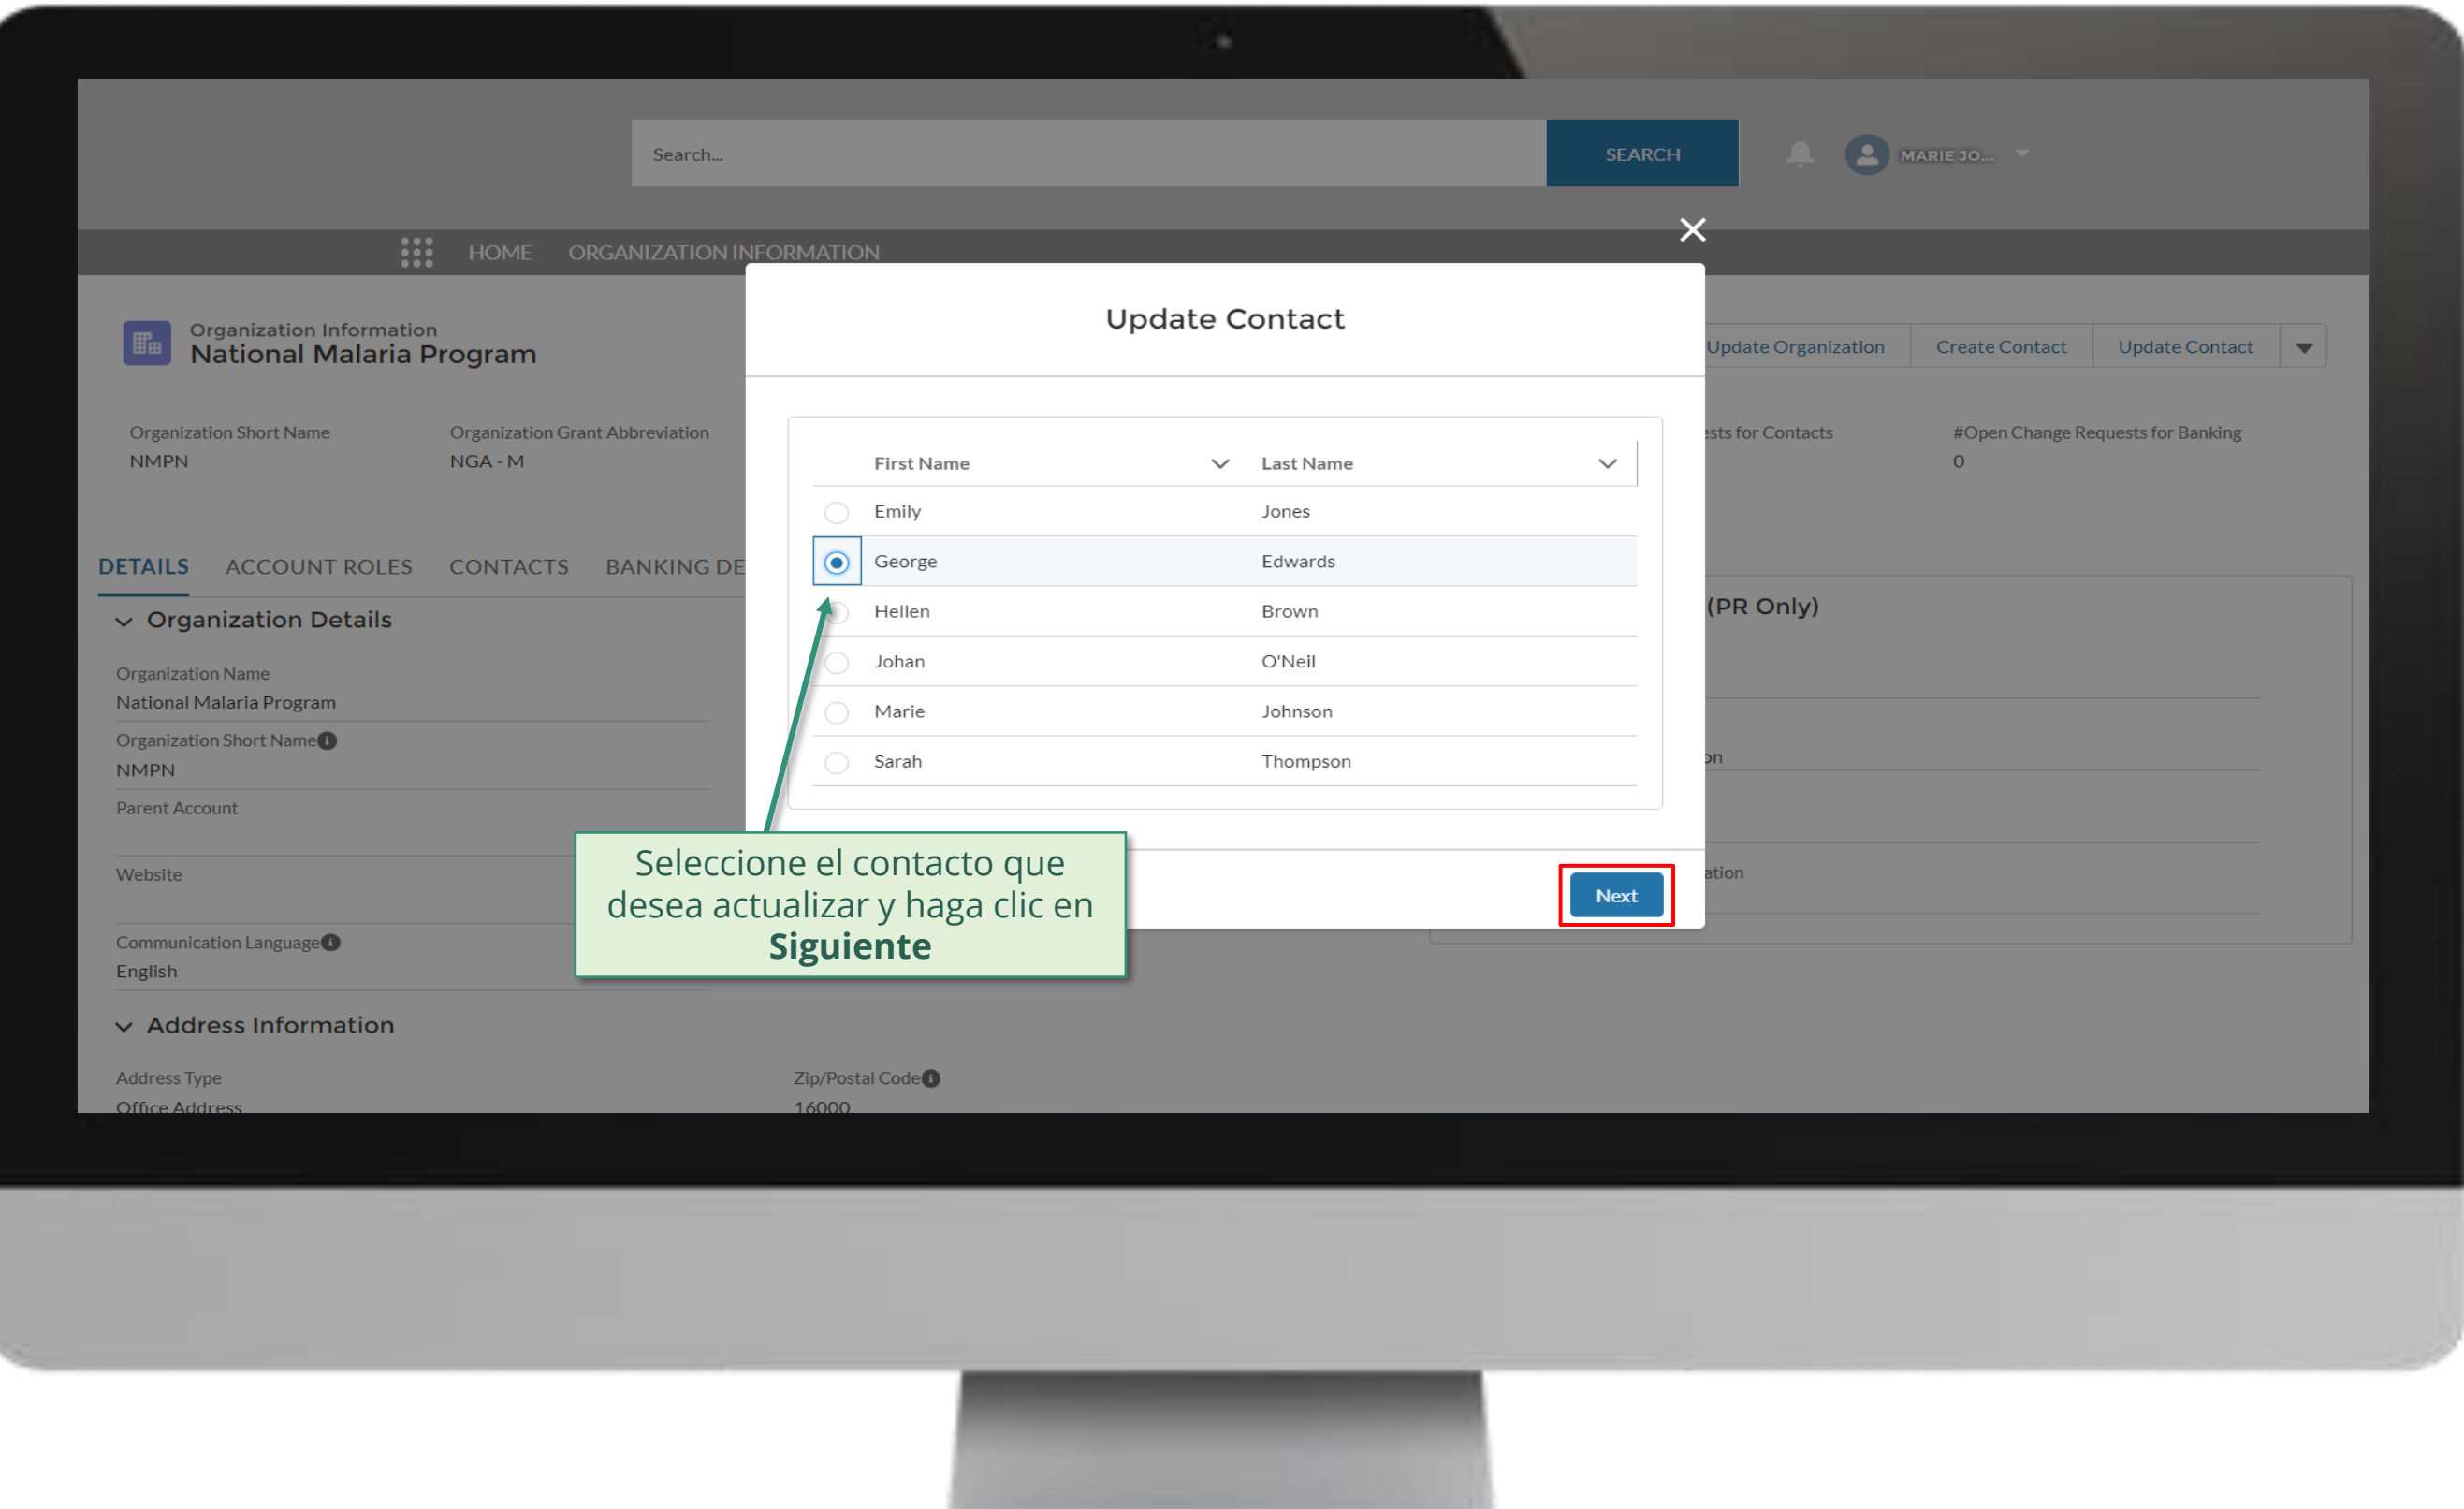 Search...
SEARCH
MARIE JO...
HOME ORGANIZATION INFORMATION
Organization Information
National Malaria Program
Update Organization Create Contact Update Contact
Organization Short Name Organization Grant Abbreviation
NMPN NGA - M
ests for Contacts #Open Change Requests for Banking
0
DETAILS ACCOUNT ROLES CONTACTS BANKING DE
Organization Details
Organization Name
National Malaria Program
Organization Short Name
NMPN
Parent Account
Website
Communication Language
English
Address Information
Address Type
Office Address
Zip/Postal Code
16000
Update Contact
First Name Last Name
Emily Jones
George Edwards
Hellen Brown
Johan O'Neil
Marie Johnson
Sarah Thompson
Next
Seleccione el contacto que
desea actualizar y haga clic en
Siguiente
(PR Only)
on
ation